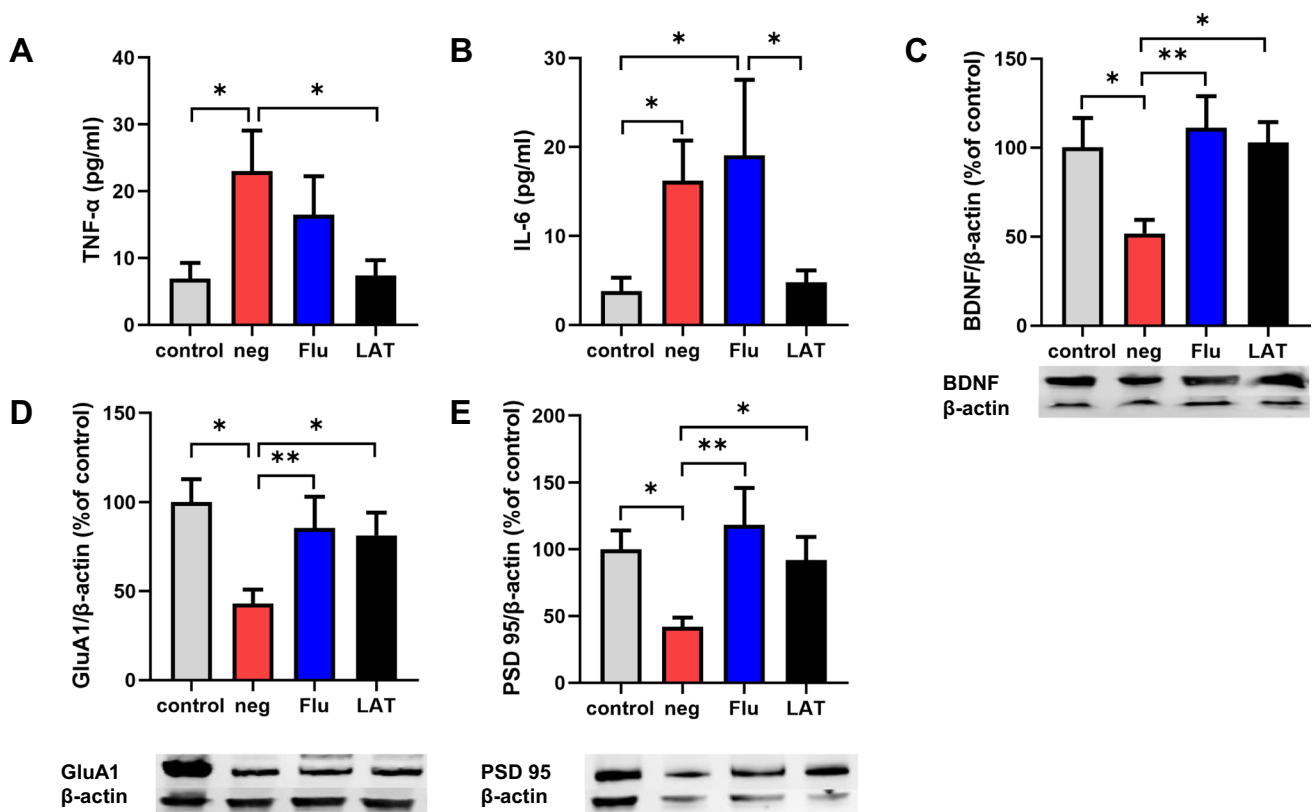 A
TNF-α (pg/ml)
40
30
20
10
0
*
*
control neg Flu LAT
B
IL-6 (pg/ml)
30
20
10
0
*
*
*
control neg Flu LAT
C
BDNF/β-actin (%of control)
150
100
50
0
*
**
*
control neg Flu LAT
BDNF
β-actin
D
GluA1/β-actin (%of control)
150
100
50
0
*
*
**
control neg Flu LAT
GluA1
β-actin
E
PSD 95/β-actin (%of control)
200
150
100
50
0
*
**
*
control neg Flu LAT
PSD 95
β-actin